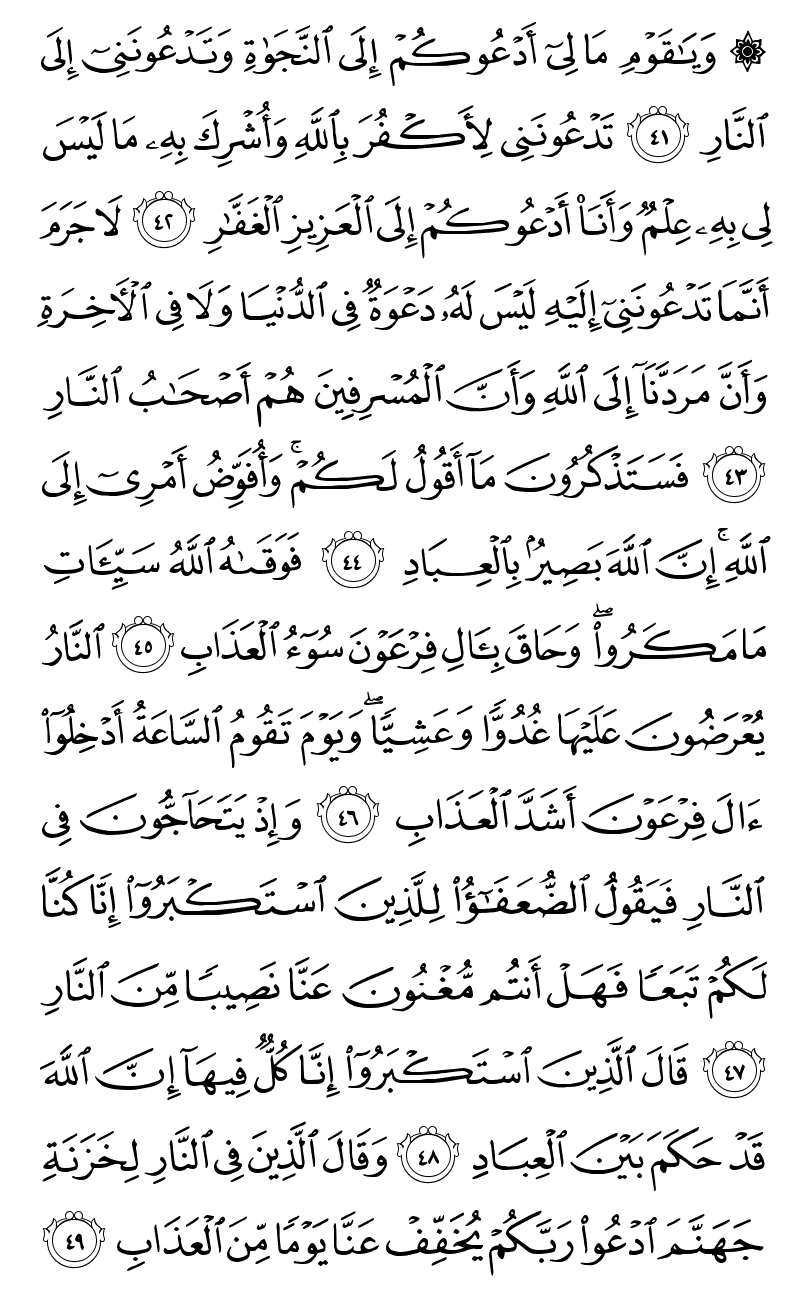 ۞ وَيَٰقَوْمِ مَا لِىٓ أَدْعُوكُمْ إِلَى ٱلنَّجَوٰةِ وَتَدْعُونَنِىٓ إِلَى
ٱلنَّارِ ٤١ تَدْعُونَنِى لِأَكْفُرَ بِٱللَّهِ وَأُشْرِكَ بِهِۦ مَا لَيْسَ
لِى بِهِۦ عِلْمٌ وَأَنَا۠ أَدْعُوكُمْ إِلَى ٱلْعَزِيزِ ٱلْغَفَّٰرِ ٤٢ لَا جَرَمَ
أَنَّمَا تَدْعُونَنِىٓ إِلَيْهِ لَيْسَ لَهُۥ دَعْوَةٌ فِى ٱلدُّنْيَا وَلَا فِى ٱلْأَخِرَةِ
وَأَنَّ مَرَدَّنَآ إِلَى ٱللَّهِ وَأَنَّ ٱلْمُسْرِفِينَ هُمْ أَصْحَٰبُ ٱلنَّارِ
٤٣ فَسَتَذْكُرُونَ مَآ أَقُولُ لَكُمْ ۚ وَأُفَوِّضُ أَمْرِىٓ إِلَى
ٱللَّهِ ۚ إِنَّ ٱللَّهَ بَصِيرٌۢ بِٱلْعِبَادِ ٤٤ فَوَقَىٰهُ ٱللَّهُ سَيِّـَٔاتِ
مَا مَكَرُوا۟ ۖ وَحَاقَ بِـَٔالِ فِرْعَوْنَ سُوٓءُ ٱلْعَذَابِ ٤٥ ٱلنَّارُ
يُعْرَضُونَ عَلَيْهَا غُدُوًّا وَعَشِيًّا ۖ وَيَوْمَ تَقُومُ ٱلسَّاعَةُ أَدْخِلُوٓا۟
ءَالَ فِرْعَوْنَ أَشَدَّ ٱلْعَذَابِ ٤٦ وَإِذْ يَتَحَآجُّونَ فِى
ٱلنَّارِ فَيَقُولُ ٱلضُّعَفَٰٓؤُا۟ لِلَّذِينَ ٱسْتَكْبَرُوٓا۟ إِنَّا كُنَّا
لَكُمْ تَبَعًا فَهَلْ أَنتُم مُّغْنُونَ عَنَّا نَصِيبًا مِّنَ ٱلنَّارِ
٤٧ قَالَ ٱلَّذِينَ ٱسْتَكْبَرُوٓا۟ إِنَّا كُلٌّ فِيهَآ إِنَّ ٱللَّهَ
قَدْ حَكَمَ بَيْنَ ٱلْعِبَادِ ٤٨ وَقَالَ ٱلَّذِينَ فِى ٱلنَّارِ لِخَزَنَةِ
جَهَنَّمَ ٱدْعُوا۟ رَبَّكُمْ يُخَفِّفْ عَنَّا يَوْمًا مِّنَ ٱلْعَذَابِ ٤٩